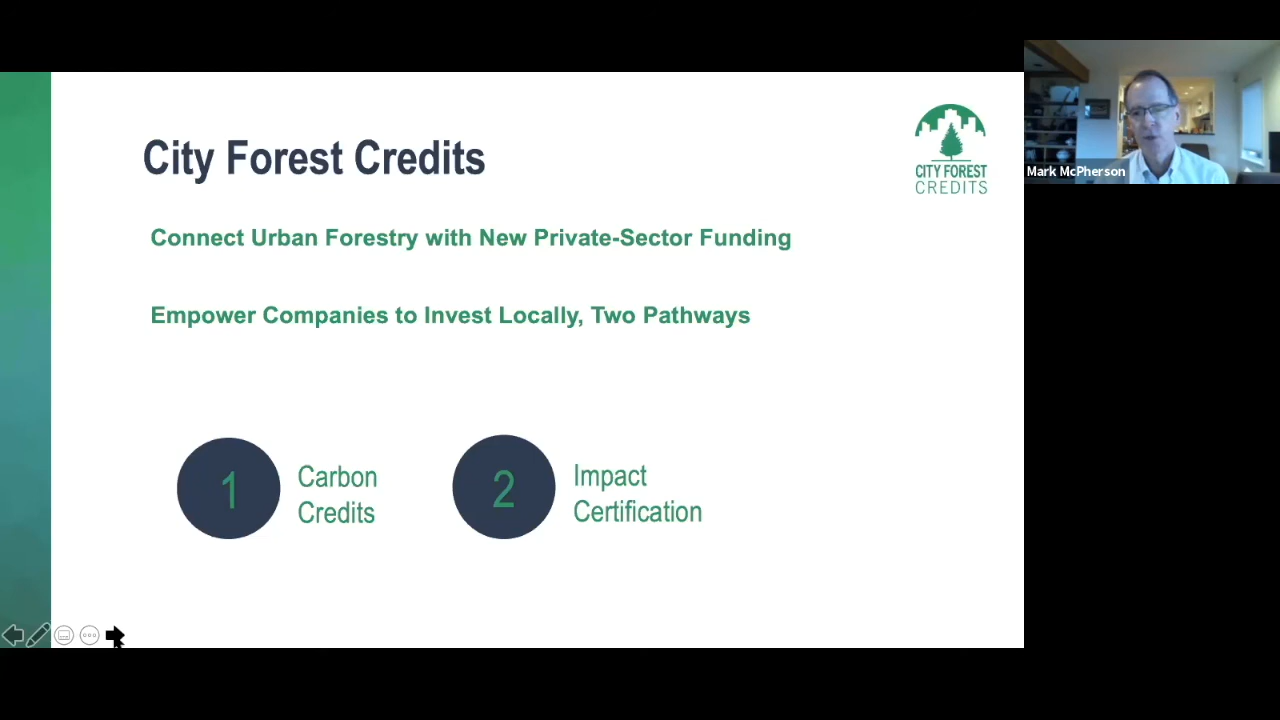 City Forest Credits
CITY FOREST
CREDITS
Mark McPherson
Connect Urban Forestry with New Private-Sector Funding
Empower Companies to Invest Locally, Two Pathways
1
Carbon
Credits
2
Impact
Certification